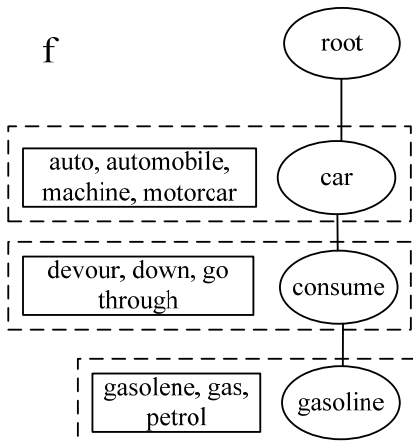 f
root
auto, automobile,
machine, motorcar
car
devour, down, go
through
consume
gasolene, gas,
petrol
gasoline